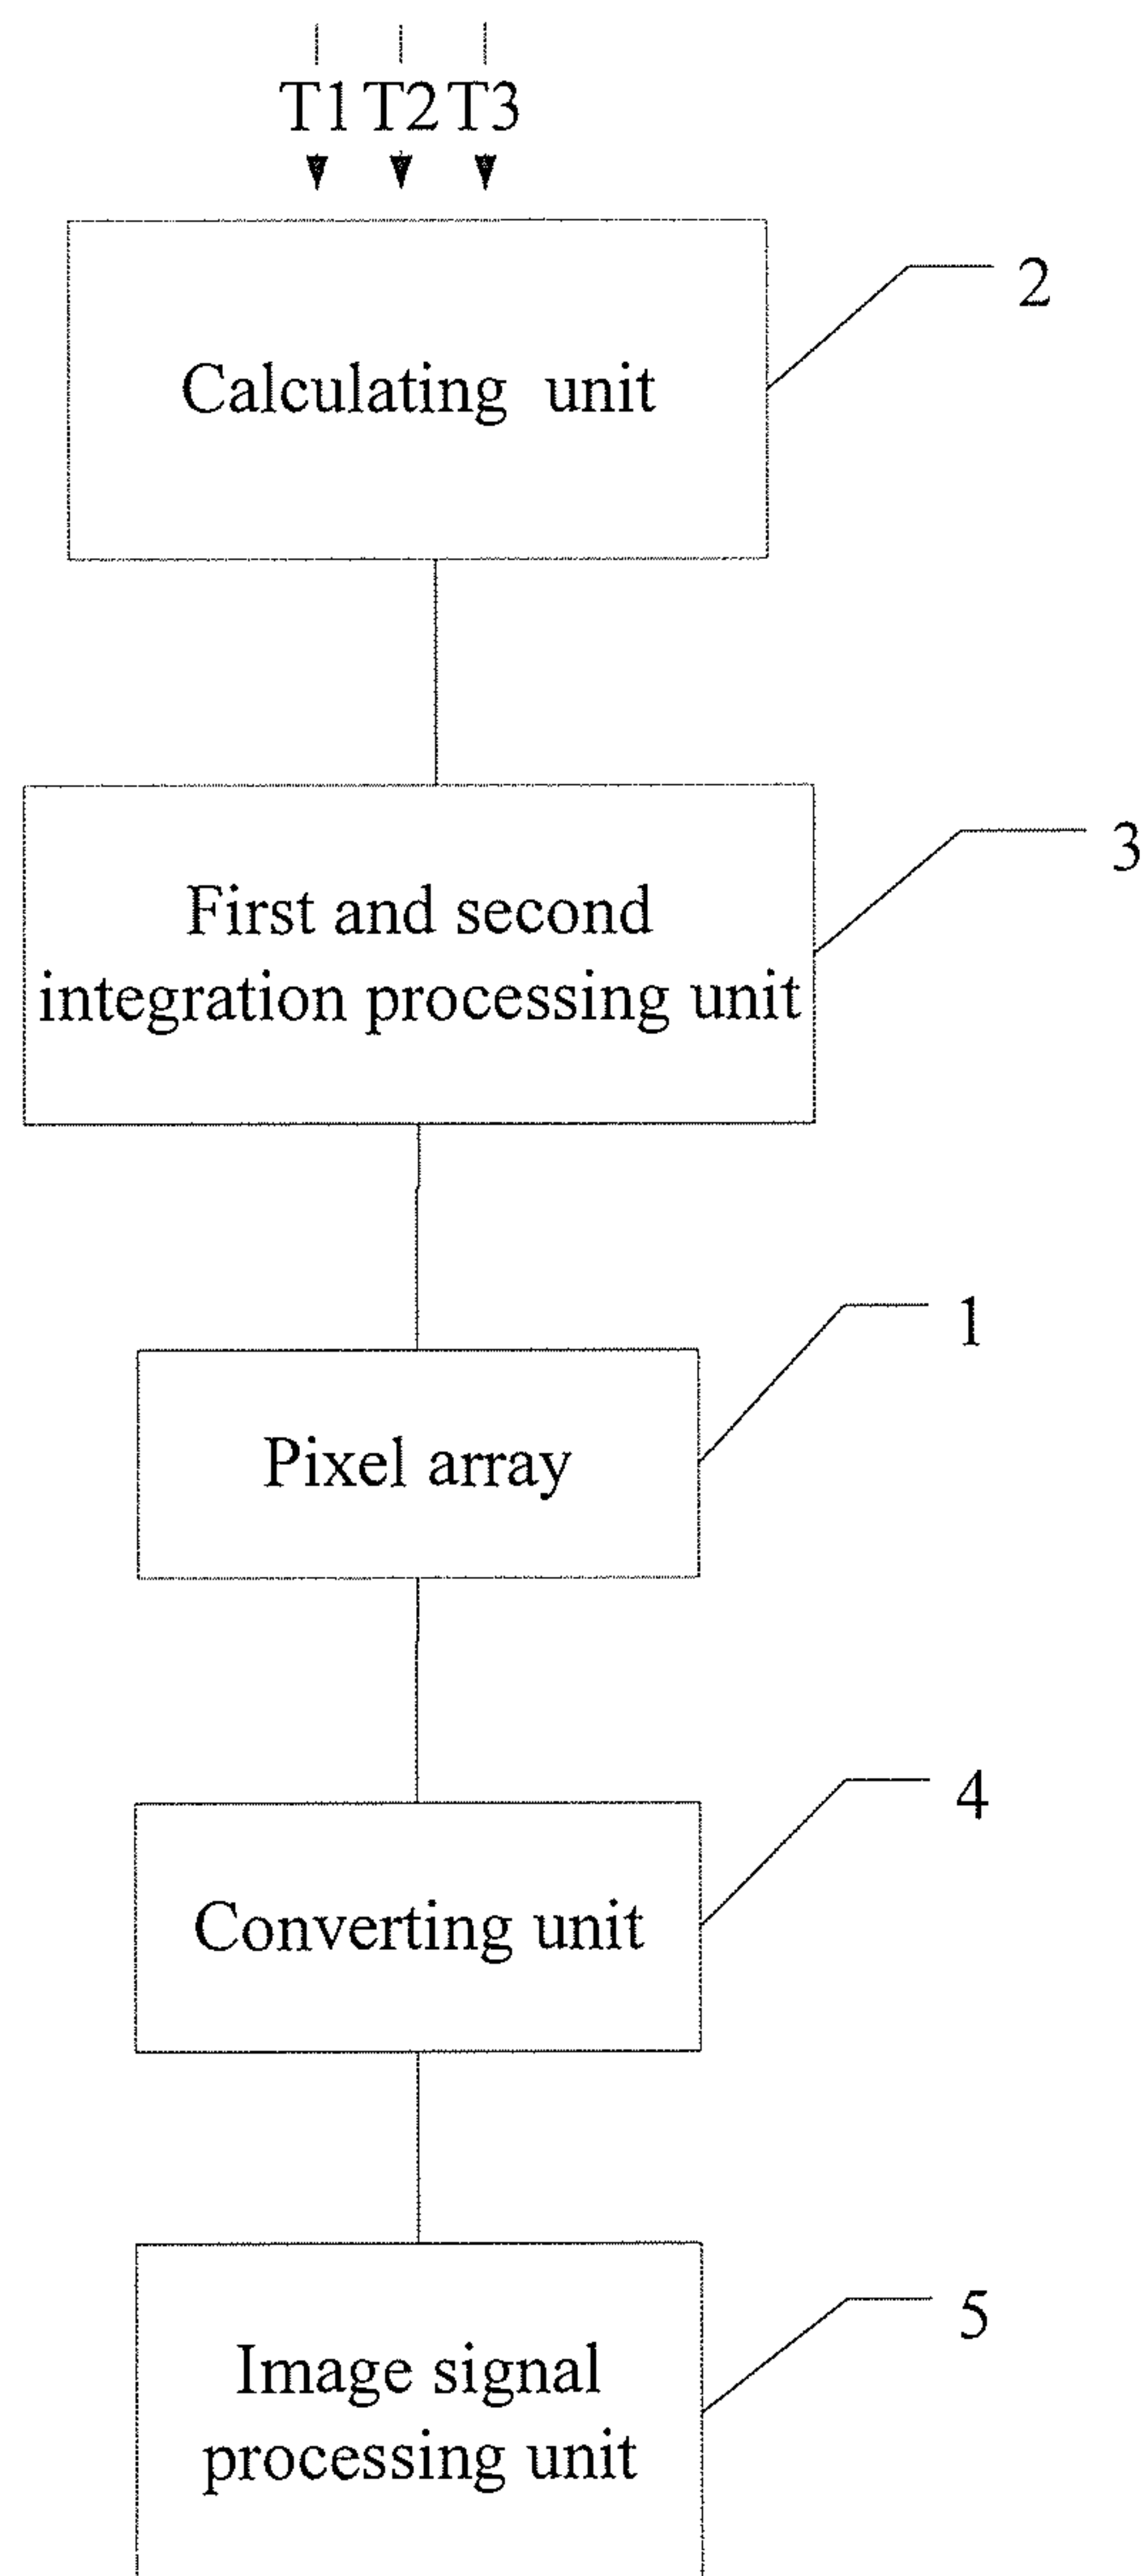 T1 T2 T3
Calculating unit
2
First and second
integration processing unit
3
Pixel array
1
Converting unit
4
Image signal
processing unit
5